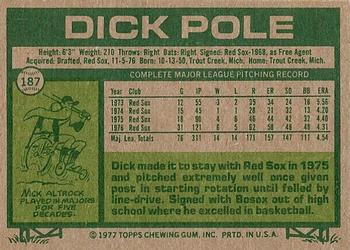 DICK POLE
187
Height: 6'3" Weight: 210 Throws: Right Bats: Right Signed: Red Sox-1968, as Free Agent
Acquired: Drafted, Red Sox, 11-5-76 Born: 10-13-50, Trout Creek, Mich. Home: Trout Creek, Mich.
COMPLETE MAJOR LEAGUE PITCHING RECORD
Year Club G IP W L R ER SO BB ERA
1973 Red Sox
1974 Red Sox
1975 Red Sox
1976 Red Sox
Maj. Lea. Totals
NICK ALTROCK
PLAYED IN MAJORS
FOR FIVE
DECADES.
Dick made it to stay with Red Sox in 1975
and pitched extremely well once given
post in starting rotation until felled by
line-drive. Signed with Bosox out of high
school where he excelled in basketball.
© 1977 TOPPS CHEWING GUM, INC. PRTD. IN U.S.A.